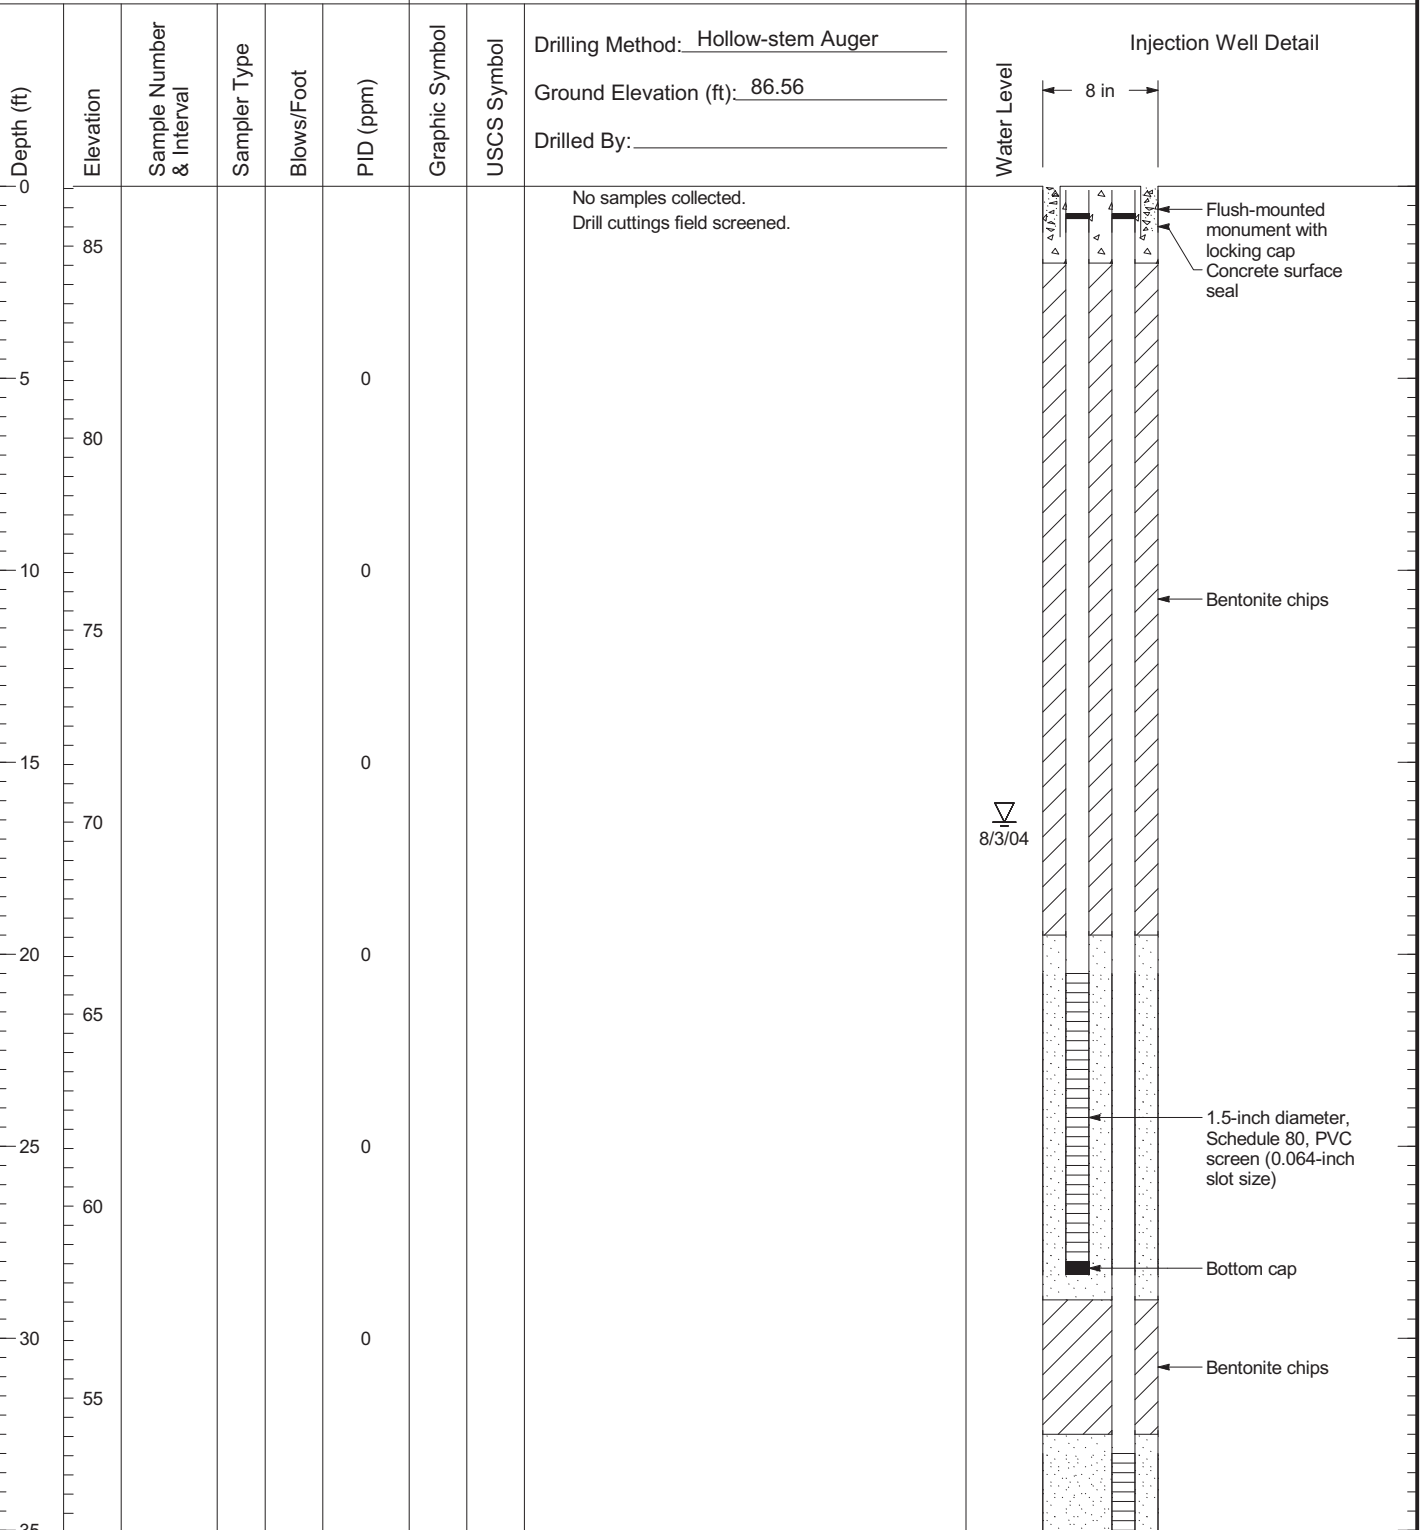 Depth (ft)
Elevation
Sample Number
& Interval
Sampler Type
Blows/Foot
PID (ppm)
Graphic Symbol
USCS Symbol
Drilling Method: Hollow-stem Auger
Ground Elevation (ft): 86.56
Drilled By:
Water Level
Injection Well Detail
8 in
0
No samples collected.
Drill cuttings field screened.
Flush-mounted
monument with
locking cap
Concrete surface
seal
85
5
0
80
10
0
Bentonite chips
75
15
0
70
8/3/04
20
0
65
1.5-inch diameter,
Schedule 80, PVC
screen (0.064-inch
slot size)
25
0
60
Bottom cap
30
0
Bentonite chips
55
35